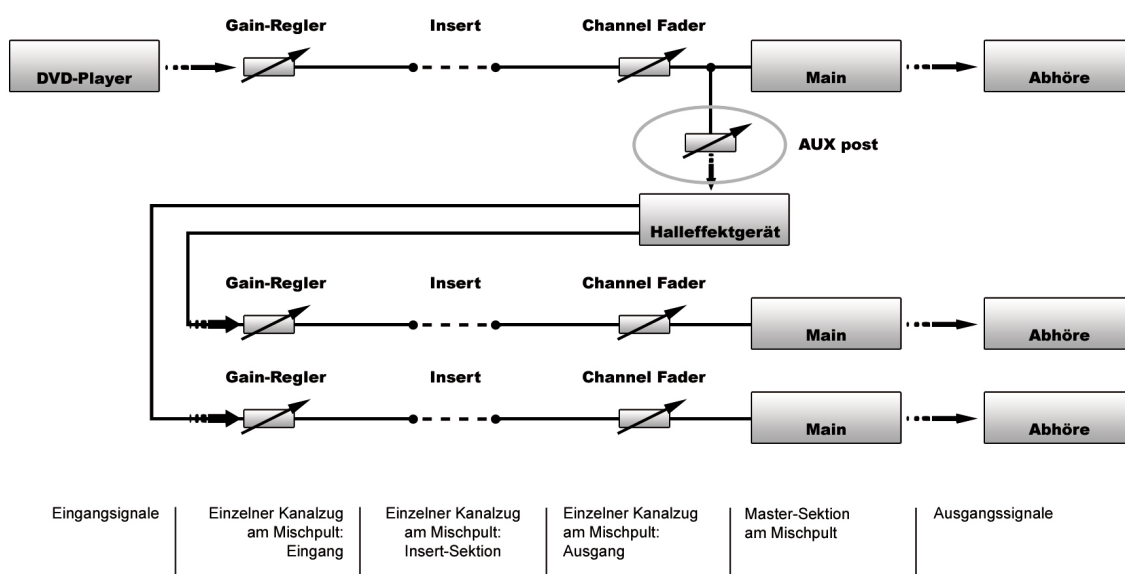 Gain-Regler Insert Channel Fader
DVD-Player Main Abhöre
AUX post
Halleffektgerät
Gain-Regler Insert Channel Fader
Main Abhöre
Gain-Regler Insert Channel Fader
Main Abhöre
Eingangsignale
Einzelner Kanalzug
am Mischpult:
Eingang
Einzelner Kanalzug
am Mischpult:
Insert-Sektion
Einzelner Kanalzug
am Mischpult:
Ausgang
Master-Sektion
am Mischpult
Ausgangssignale